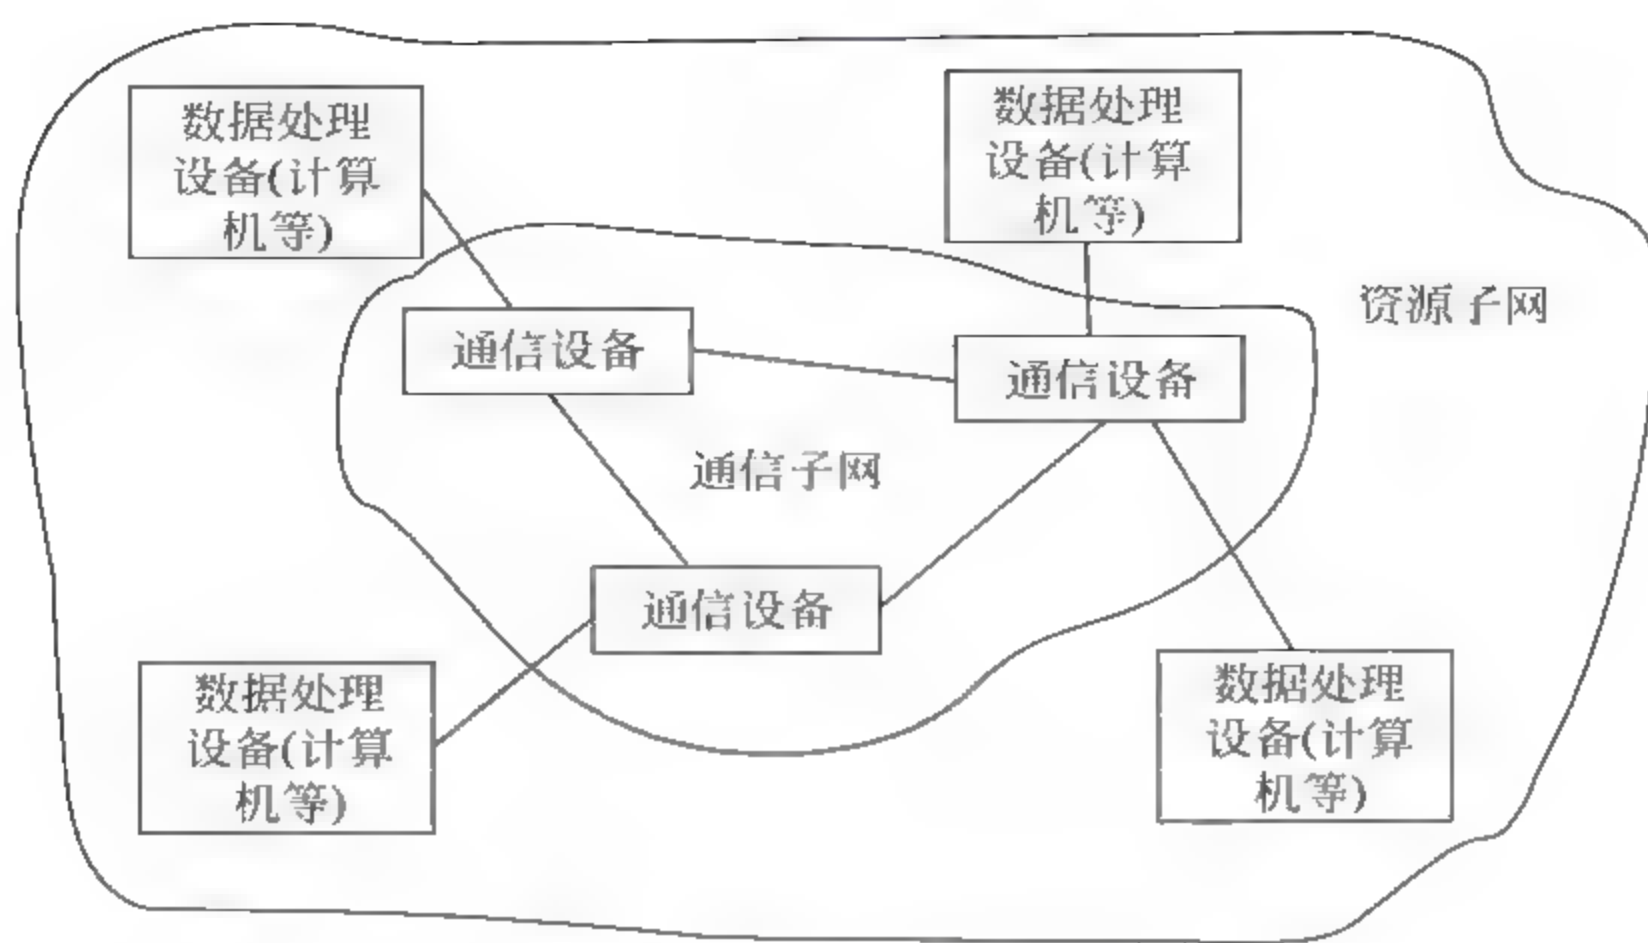 数据处理
设备(计算
机等)
数据处理
设备(计算
机等)
资源子网
通信设备
通信设备
通信子网
通信设备
数据处理
设备(计算
机等)
数据处理
设备(计算
机等)